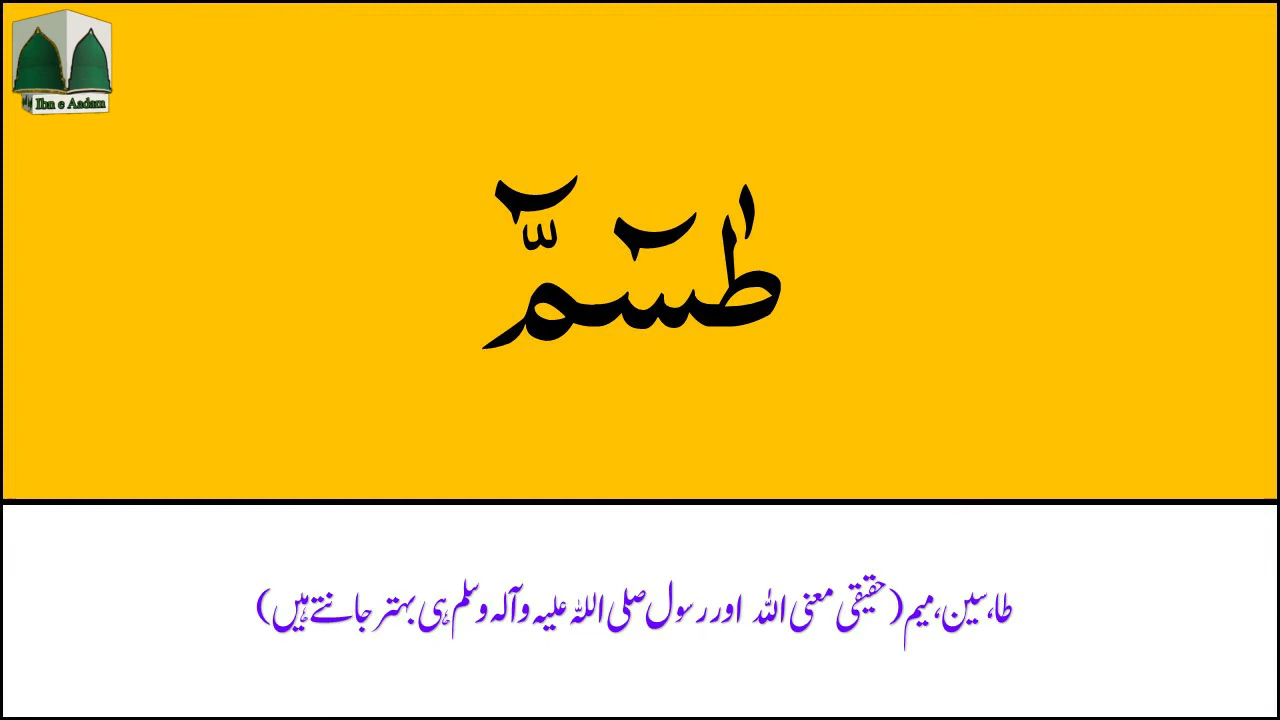 Ibn e Aadam
طٰسٓمّٓ
طا، سین، میم (حقیقی معنی اللہ اور رسول صلی اللہ علیہ وآلہ وسلم ہی بہتر جانتے ہیں)